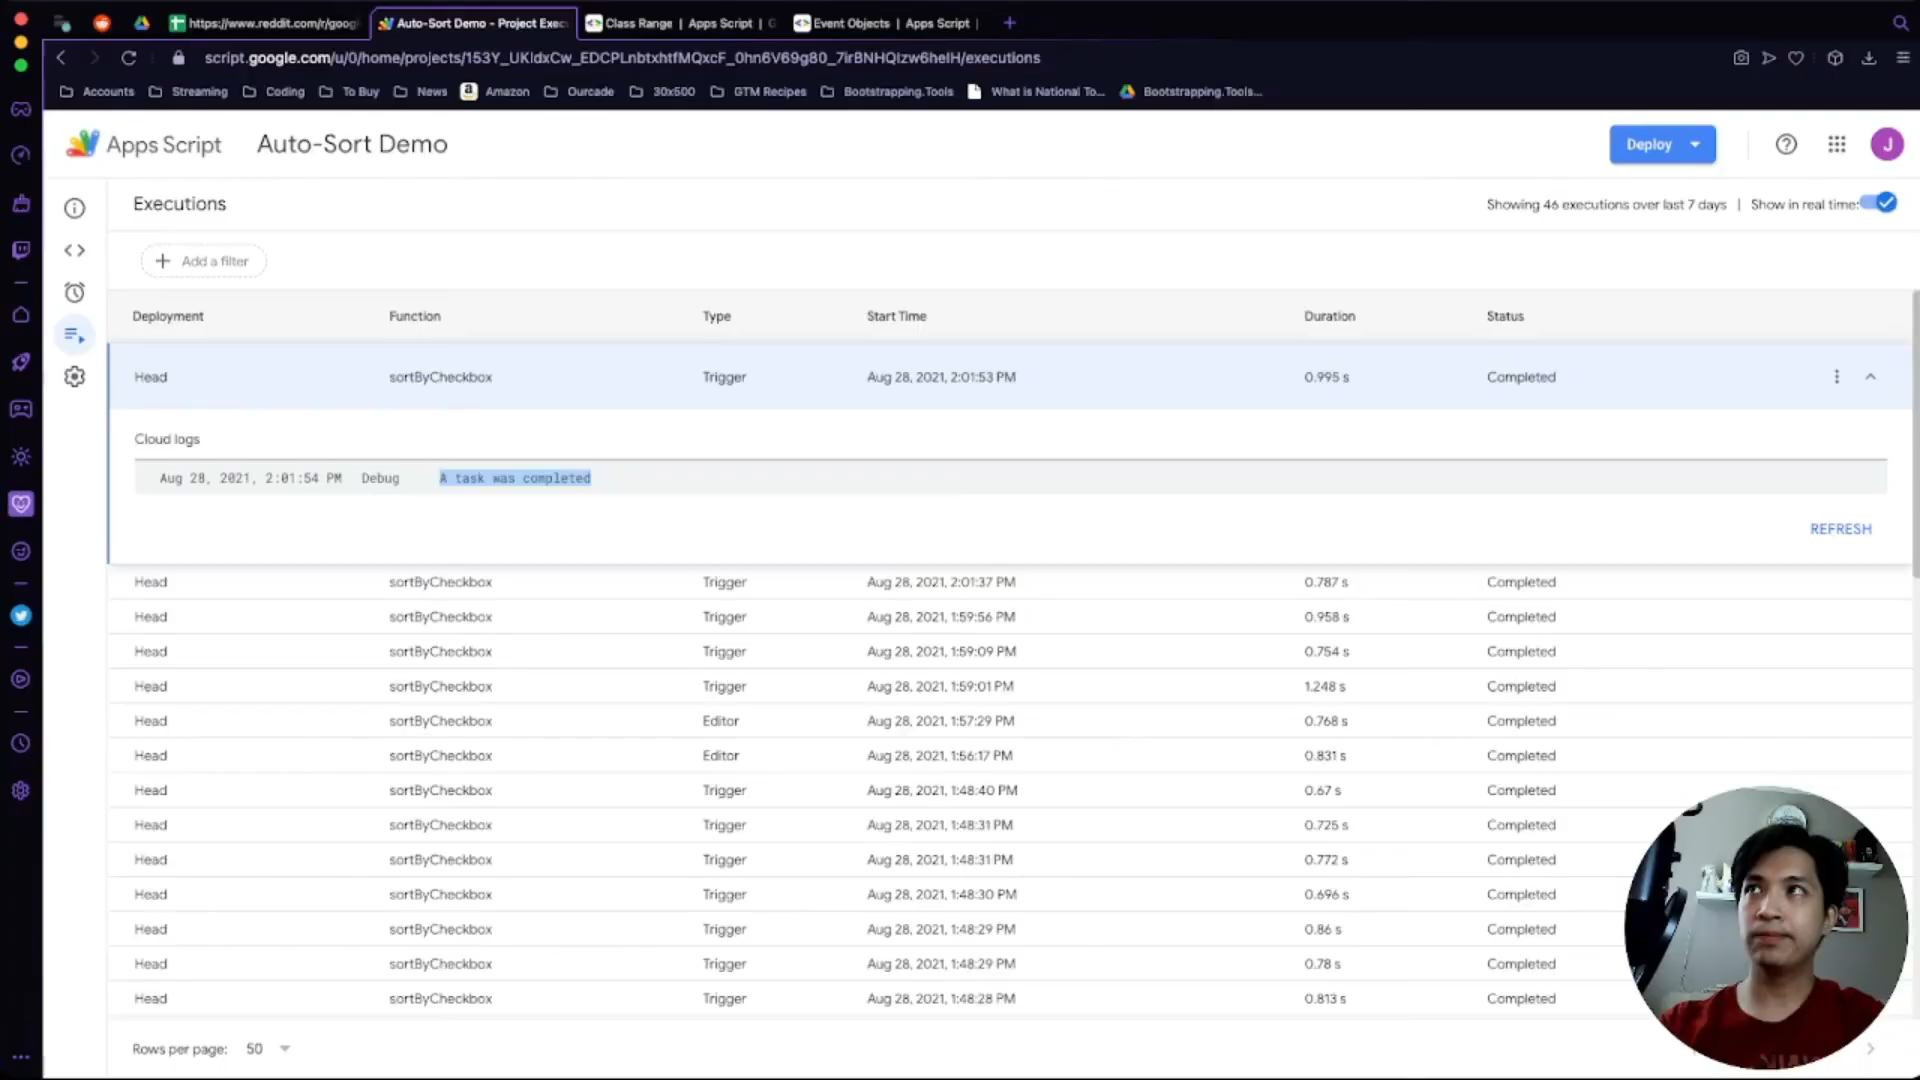 https://www.reddit.com/r/goog
Auto-Sort Demo - Project Exec
Class Range | Apps Script | G
Event Objects | Apps Script |
script.google.com/u/0/home/projects/153Y_UKIdxCw_EDCPLnbtxhtfMQxcF_0hn6V69g80_7irBNHQIzw6heIH/executions
Accounts
Streaming
Coding
To Buy
News
Amazon
Ourcade
30x500
GTM Recipes
Bootstrapping.Tools
What is National To...
Bootstrapping.Tools...
Apps Script
Auto-Sort Demo
Deploy
J
Executions
Showing 46 executions over last 7 days | Show in real time:
Add a filter
Deployment Function Type Start Time Duration Status
Head sortByCheckbox Trigger Aug 28, 2021, 2:01:53 PM 0.995 s Completed
Cloud logs
Aug 28, 2021, 2:01:54 PM Debug A task was completed
REFRESH
Head sortByCheckbox Trigger Aug 28, 2021, 2:01:37 PM 0.787 s Completed
Head sortByCheckbox Trigger Aug 28, 2021, 1:59:56 PM 0.958 s Completed
Head sortByCheckbox Trigger Aug 28, 2021, 1:59:09 PM 0.754 s Completed
Head sortByCheckbox Trigger Aug 28, 2021, 1:59:01 PM 1.248 s Completed
Head sortByCheckbox Editor Aug 28, 2021, 1:57:29 PM 0.768 s Completed
Head sortByCheckbox Editor Aug 28, 2021, 1:56:17 PM 0.831 s Completed
Head sortByCheckbox Trigger Aug 28, 2021, 1:48:40 PM 0.67 s Completed
Head sortByCheckbox Trigger Aug 28, 2021, 1:48:31 PM 0.725 s Completed
Head sortByCheckbox Trigger Aug 28, 2021, 1:48:31 PM 0.772 s Completed
Head sortByCheckbox Trigger Aug 28, 2021, 1:48:30 PM 0.696 s Completed
Head sortByCheckbox Trigger Aug 28, 2021, 1:48:29 PM 0.86 s Completed
Head sortByCheckbox Trigger Aug 28, 2021, 1:48:29 PM 0.78 s Completed
Head sortByCheckbox Trigger Aug 28, 2021, 1:48:28 PM 0.813 s Completed
Rows per page: 50